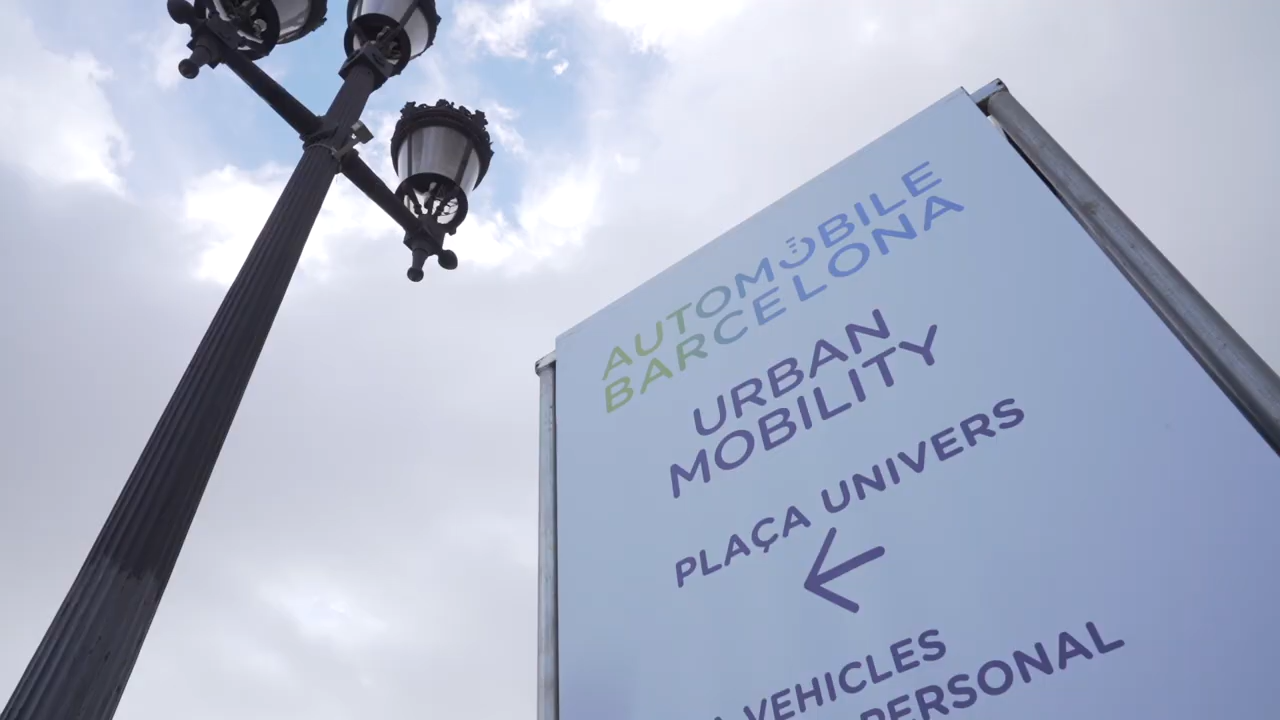 AUTOMOBILE
BARCELONA
URBAN
MOBILITY
PLAÇA UNIVERS
VEHICLES
PERSONAL